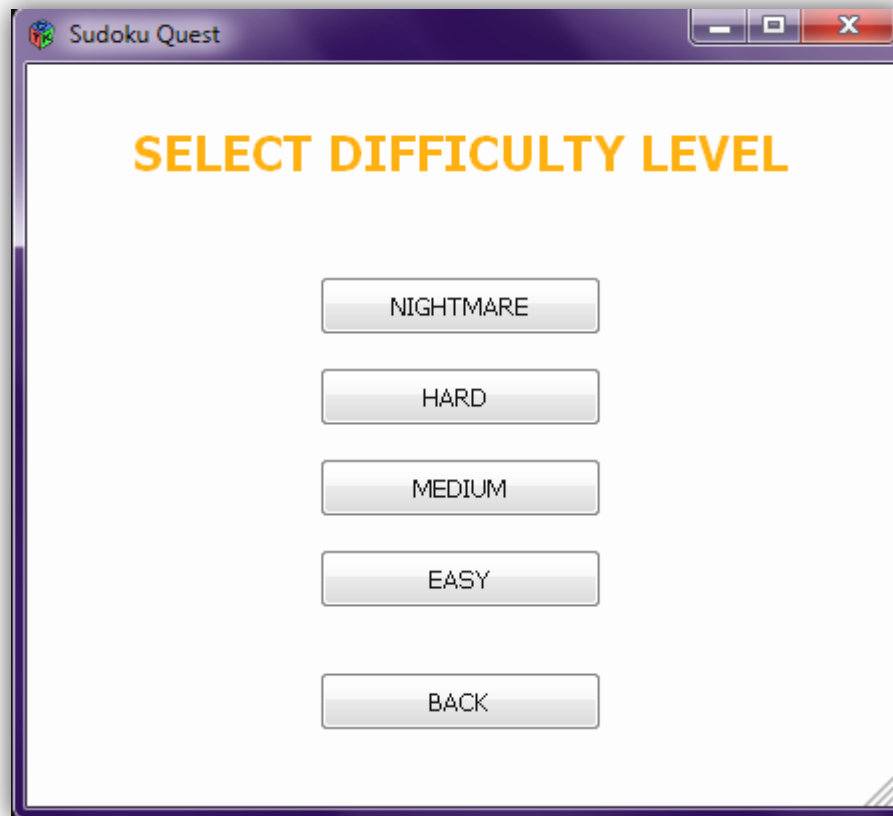 Sudoku Quest
SELECT DIFFICULTY LEVEL
NIGHTMARE
HARD
MEDIUM
EASY
BACK